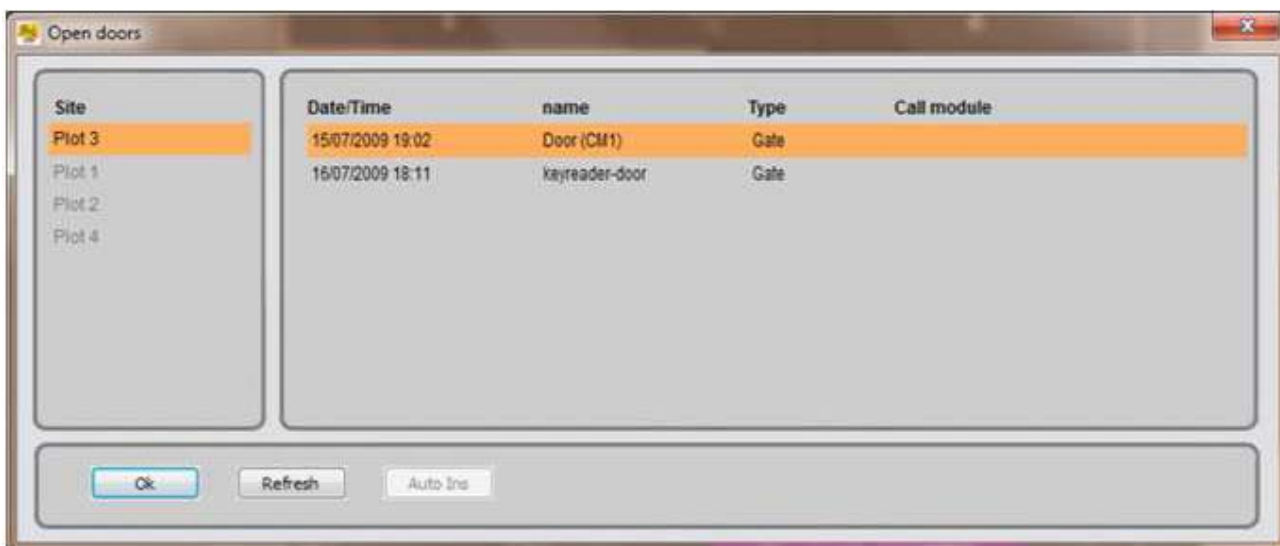 Open doors
Site
Plot 3
Plot 1
Plot 2
Plot 4
Date/Time name Type Call module
15/07/2009 19:02 Door (CM1) Gate
16/07/2009 18:11 keyreader-door Gate
Ok Refresh Auto Ins